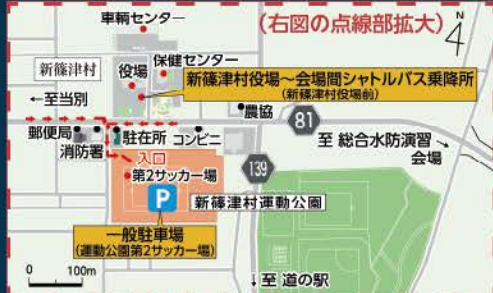 (右図の点線部拡大)
N
車輌センター
保健センター
新篠津村
役場
新篠津村役場～会場間シャトルバス乗降所
(新篠津村役場前)
←至当別
農協
81
郵便局
消防署
駐在所
コンビニ
至 総合水防演習
会場
入口
第2サッカー場
139
P
新篠津村運動公園
一般駐車場
(運動公園第2サッカー場)
0 100m
↓至 道の駅